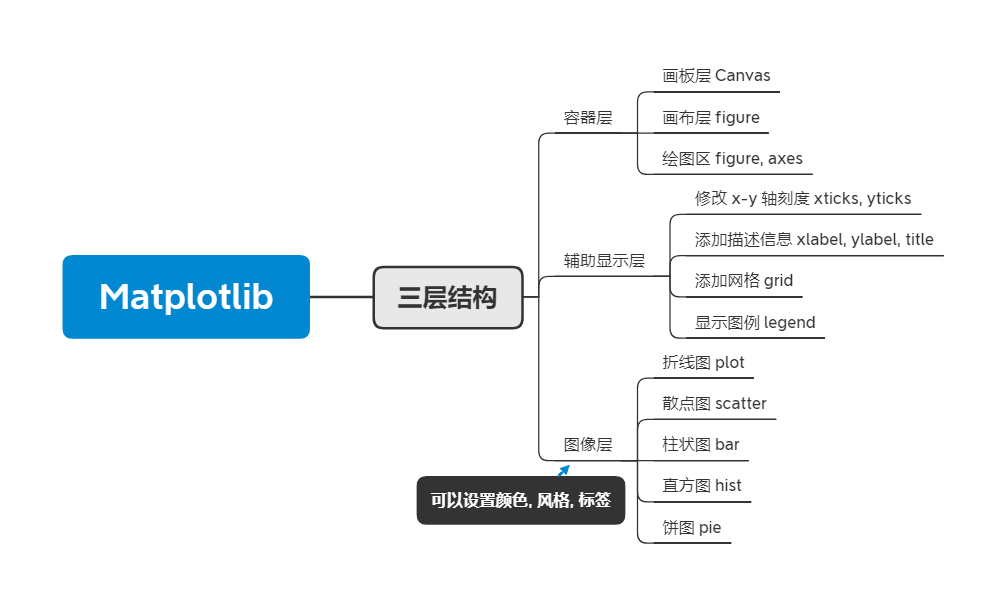 Matplotlib
三层结构
容器层
画板层 Canvas
画布层 figure
绘图区 figure, axes
辅助显示层
修改 x-y 轴刻度 xticks, yticks
添加描述信息 xlabel, ylabel, title
添加网格 grid
显示图例 legend
图像层
可以设置颜色, 风格, 标签
折线图 plot
散点图 scatter
柱状图 bar
直方图 hist
饼图 pie